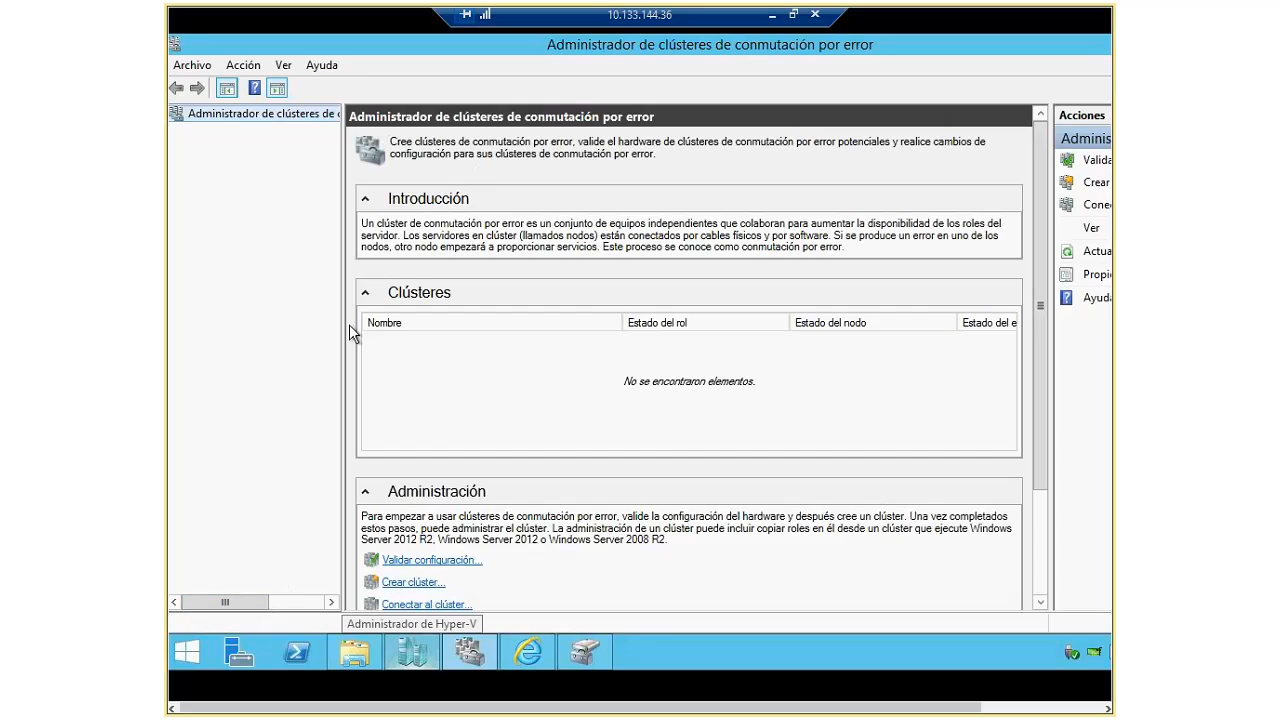 10.133.144.36
Administrador de clústeres de conmutación por error
Archivo Acción Ver Ayuda
Administrador de clústeres de c
Administrador de clústeres de conmutación por error
Cree clústeres de conmutación por error, valide el hardware de clústeres de conmutación por error potenciales y realice cambios de
configuración para sus clústeres de conmutación por error.
Introducción
Un clúster de conmutación por error es un conjunto de equipos independientes que colaboran para aumentar la disponibilidad de los roles del
servidor. Los servidores en clúster (llamados nodos) están conectados por cables físicos y por software. Si se produce un error en uno de los
nodos, otro nodo empezará a proporcionar servicios. Este proceso se conoce como conmutación por error.
Clústeres
Nombre Estado del rol Estado del nodo Estado del e
No se encontraron elementos.
Administración
Para empezar a usar clústeres de conmutación por error, valide la configuración del hardware y después cree un clúster. Una vez completados
estos pasos, puede administrar el clúster. La administración de un clúster puede incluir copiar roles en él desde un clúster que ejecute Windows
Server 2012 R2, Windows Server 2012 o Windows Server 2008 R2.
Validar configuración...
Crear clúster...
Conectar al clúster...
Acciones
Adminis
Valida
Crear
Conec
Ver
Actua
Propie
Ayuda
Administrador de Hyper-V